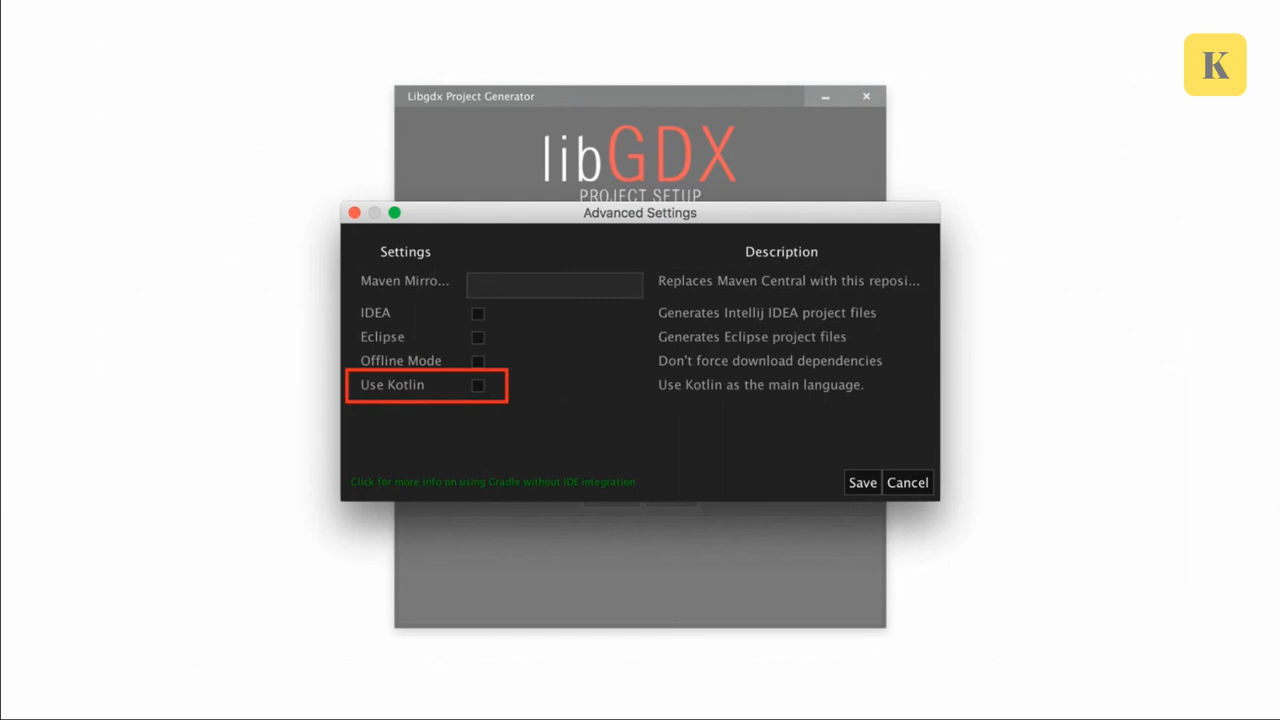 K
Libgdx Project Generator
libGDX
PROJECT SETUP
Advanced Settings
Settings Description
Maven Mirro... Replaces Maven Central with this reposi...
IDEA Generates Intellij IDEA project files
Eclipse Generates Eclipse project files
Offline Mode Don't force download dependencies
Use Kotlin Use Kotlin as the main language.
Click for more info on using Gradle without IDE integration
Save Cancel